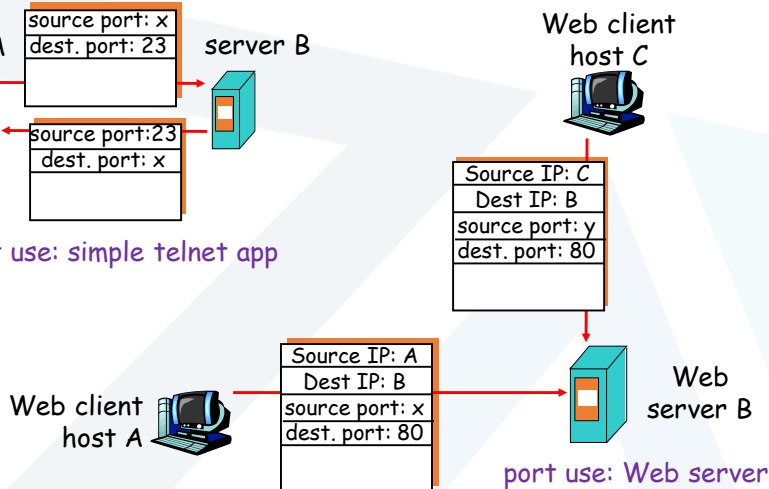 source port: x
dest. port: 23
A
server B
source port:23
dest. port: x
use: simple telnet app
Web client
host C
Source IP: C
Dest IP: B
source port: y
dest. port: 80
Source IP: A
Dest IP: B
source port: x
dest. port: 80
Web client
host A
Web
server B
port use: Web server